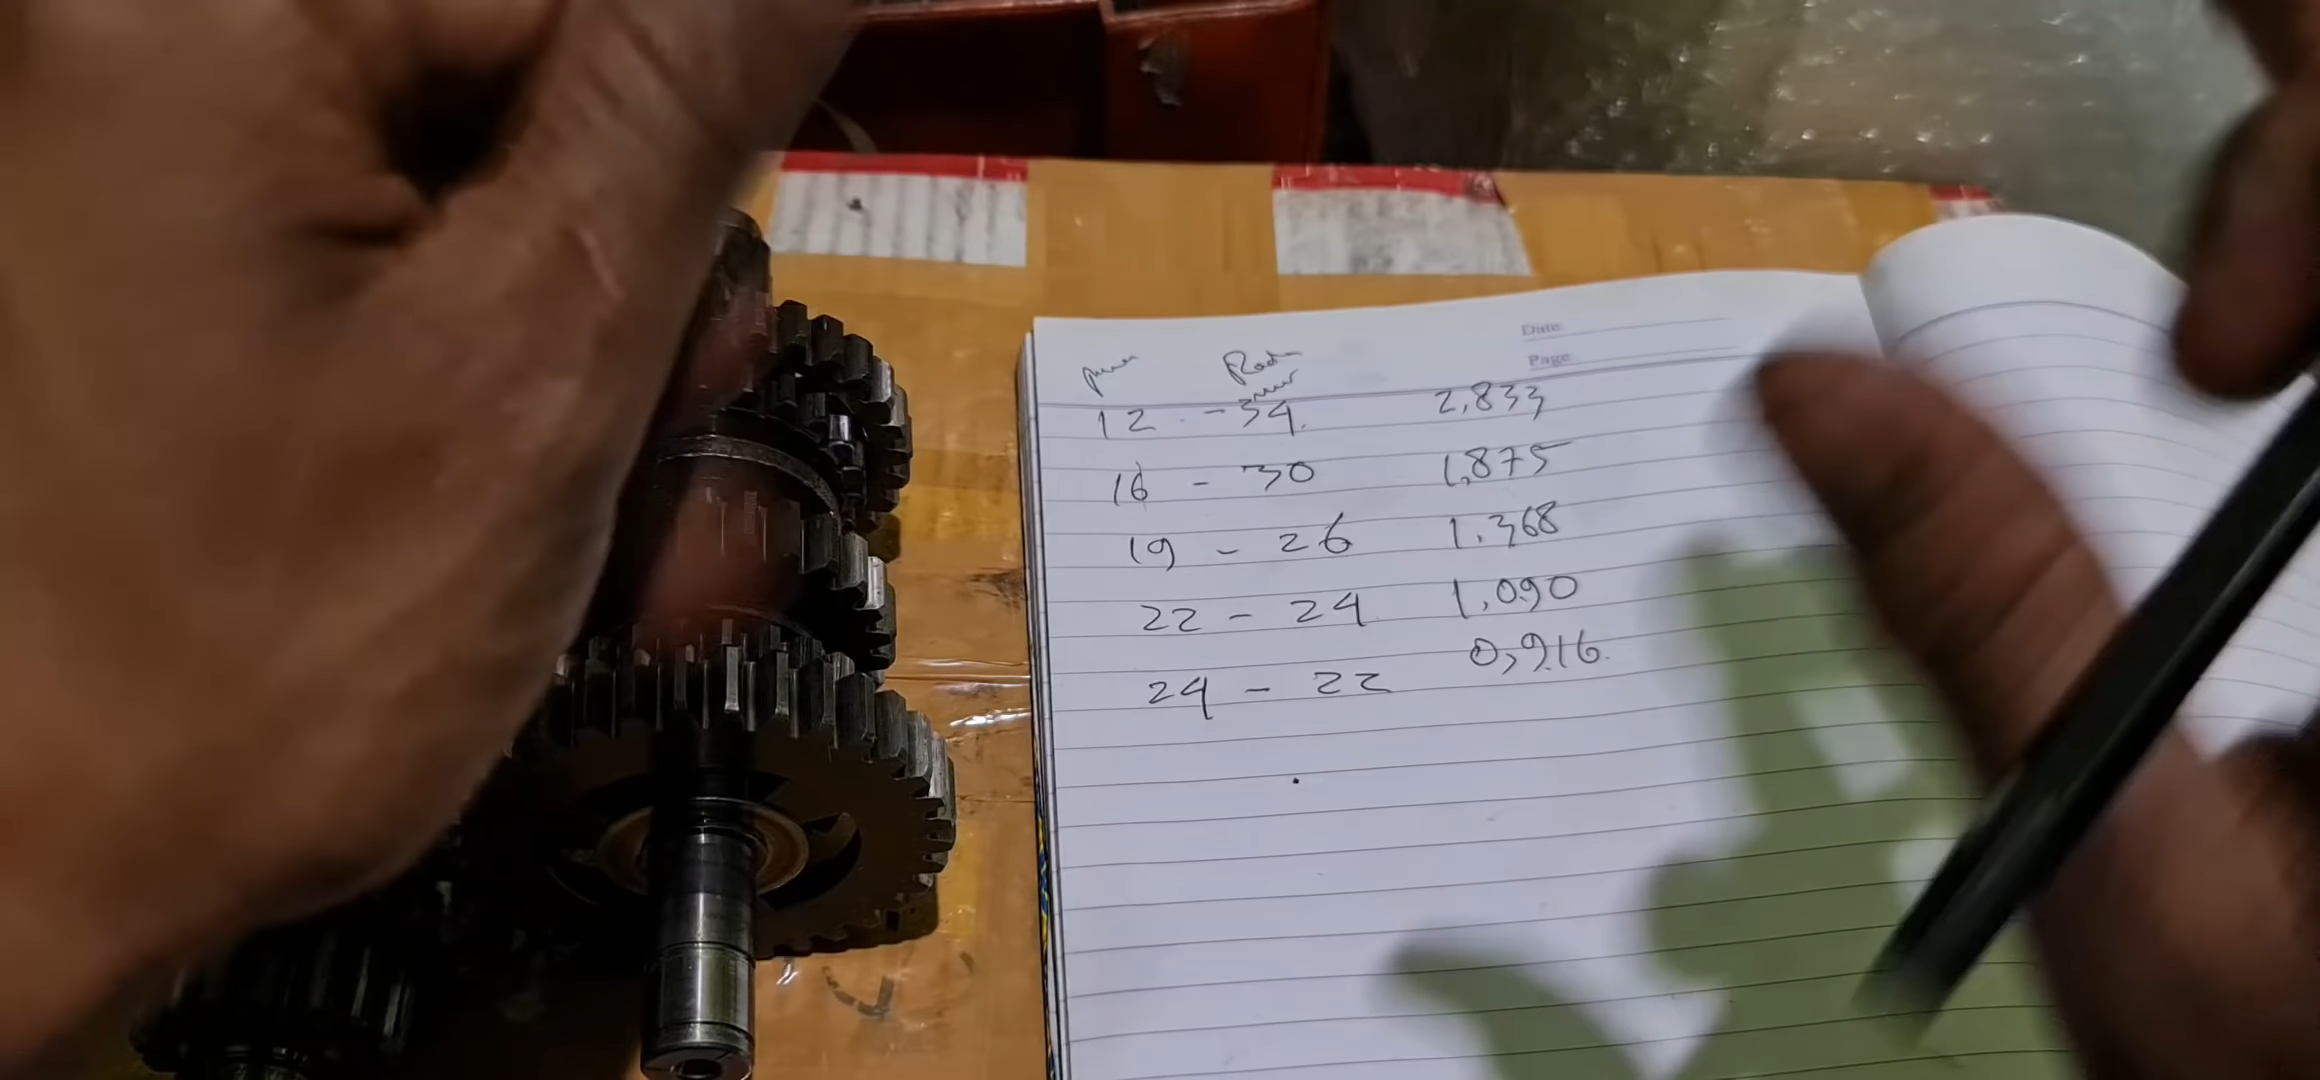 Date
Page
12 - 34. 2,833
16 - 30 1,875
19 - 26 1.368
22 - 24 1,090
24 - 22 0,916.